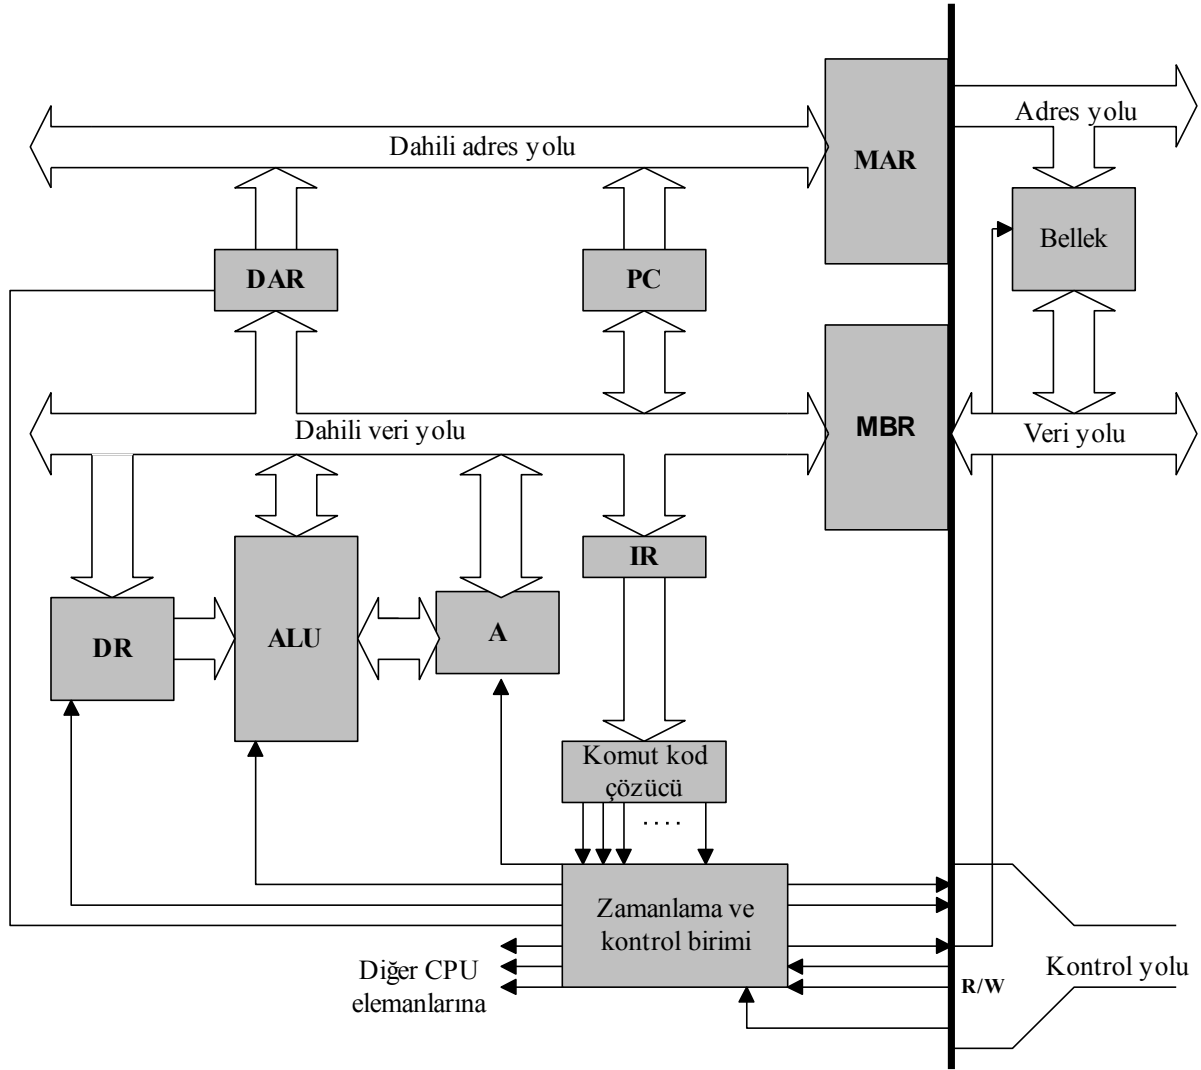 Adres yolu
Dahili adres yolu
MAR
Bellek
DAR
PC
MBR
Dahili veri yolu
Veri yolu
IR
DR
ALU
A
Komut kod
çözücü
....
Zamanlama ve
kontrol birimi
Diğer CPU
elemanlarına
R/W
Kontrol yolu